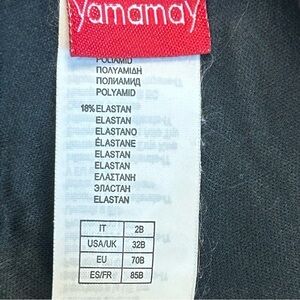 yamamay
POLIAMID
ΠΟΛΥΑΜΙΔΗ
ПОЛИАМИД
POLYAMID
18% ELASTAN
ELASTAN
ELASTANO
ÉLASTANE
ELASTAN
ELASTAN
ΕΛΑΣΤΑΝΗ
ЭЛАСТАН
ELASTAN
IT 2B
USA/UK 32B
EU 70B
ES/FR 85B